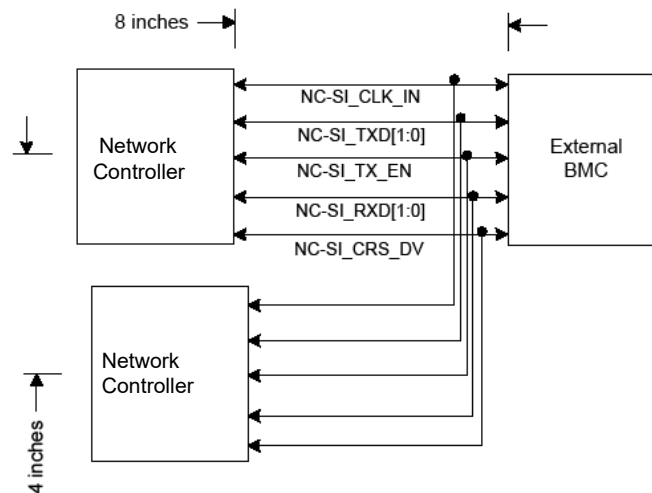 8 inches
NC-SI_CLK_IN
Network
Controller
NC-SI_TXD[1:0]
External
BMC
NC-SI_TX_EN
NC-SI_RXD[1:0]
NC-SI_CRS_DV
Network
Controller
4 inches